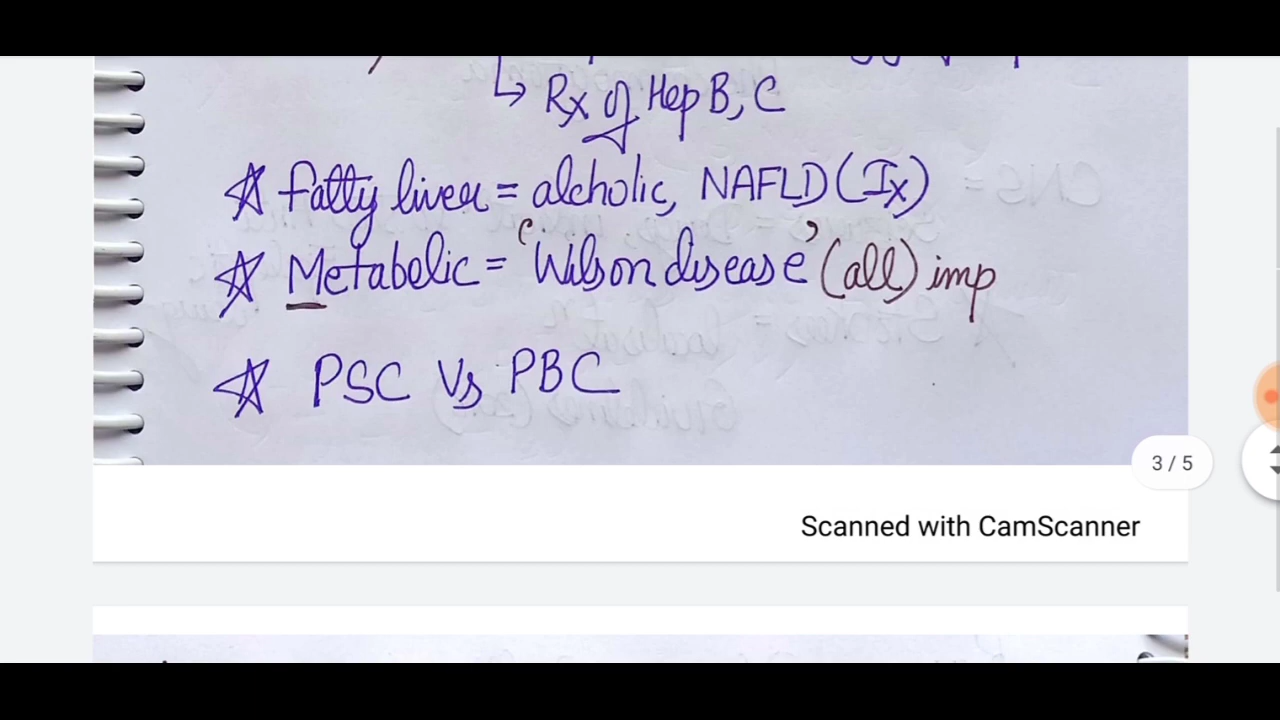 Rx of Hep B, C
fatty liver = alcholic, NAFLD (Ix)
Metabolic = 'Wilson disease' (all) imp
PSC Vs PBC
3 / 5
Scanned with CamScanner